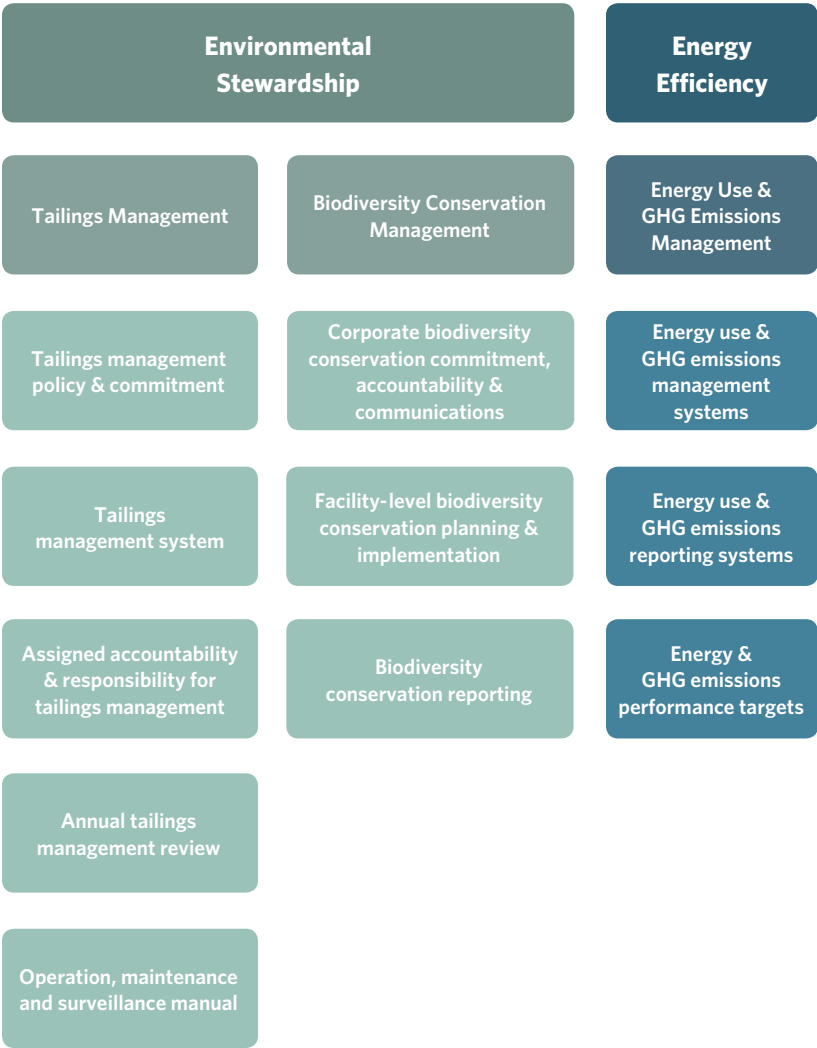 Environmental
Stewardship
Energy
Efficiency
Tailings Management
Biodiversity Conservation
Management
Energy Use &
GHG Emissions
Management
Tailings management
policy & commitment
Corporate biodiversity
conservation commitment,
accountability &
communications
Energy use &
GHG emissions
management
systems
Tailings
management system
Facility-level biodiversity
conservation planning &
implementation
Energy use &
GHG emissions
reporting systems
Assigned accountability
& responsibility for
tailings management
Biodiversity
conservation reporting
Energy &
GHG emissions
performance targets
Annual tailings
management review
Operation, maintenance
and surveillance manual